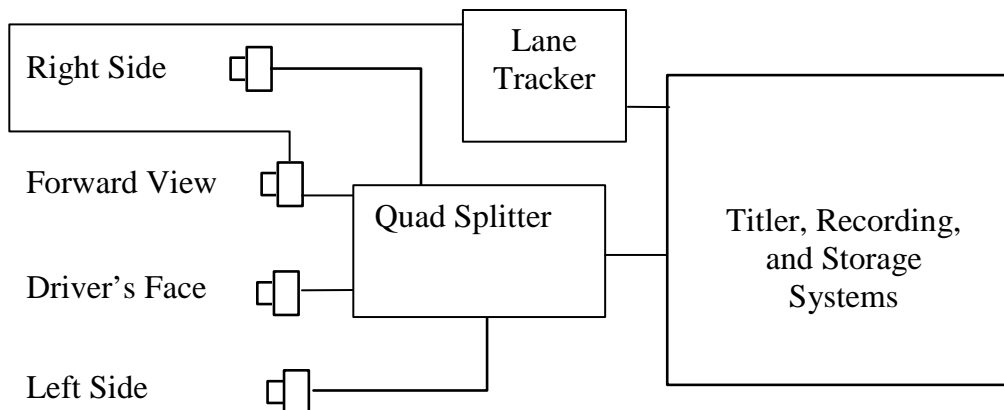 Right Side
Lane
Tracker
Forward View
Quad Splitter
Driver’s Face
Left Side
Titler, Recording,
and Storage
Systems